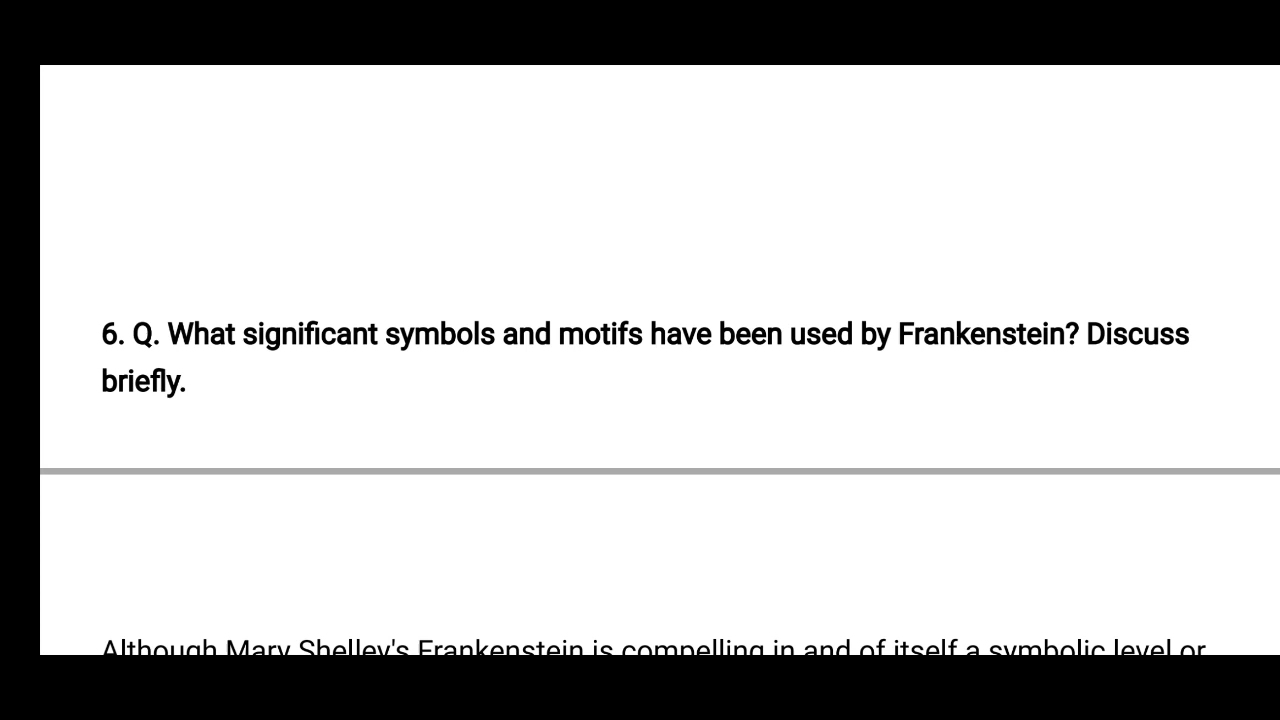 6. Q. What significant symbols and motifs have been used by Frankenstein? Discuss
briefly.
Although Mary Shelley's Frankenstein is compelling in and of itself a symbolic level or